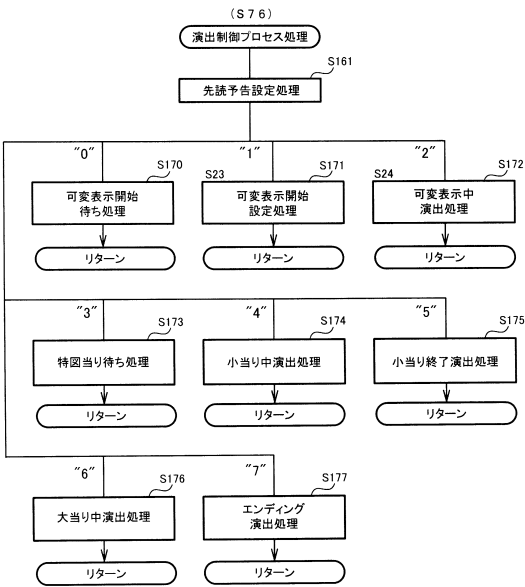 (S76)
演出制御プロセス処理
S161
先読予告設定処理
"0"
"1"
"2"
S170
S23
S171
S24
S172
可変表示開始
待ち処理
可変表示開始
設定処理
可変表示中
演出処理
リターン
リターン
リターン
"3"
"4"
"5"
S173
S174
S175
特図当り待ち処理
小当り中演出処理
小当り終了演出処理
リターン
リターン
リターン
"6"
"7"
S176
S177
大当り中演出処理
エンディング
演出処理
リターン
リターン